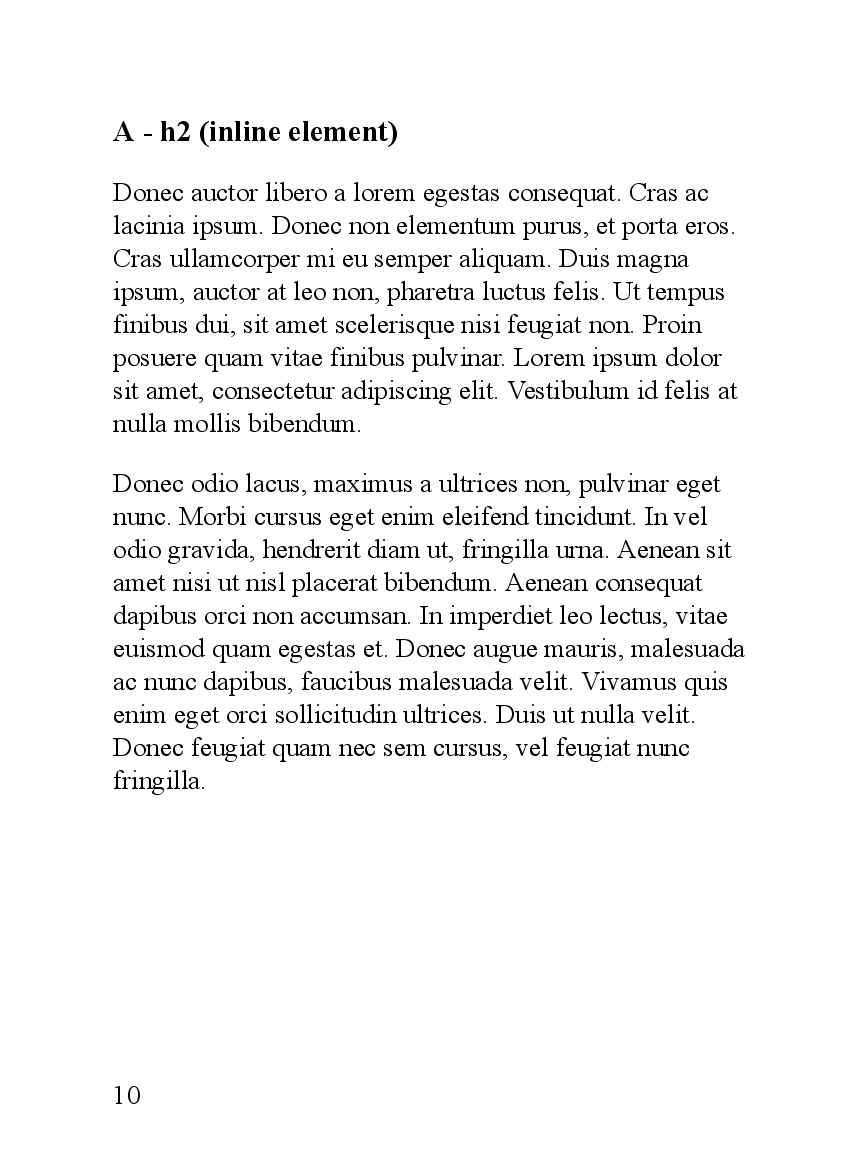 A - h2 (inline element)
Donec auctor libero a lorem egestas consequat. Cras ac
lacinia ipsum. Donec non elementum purus, et porta eros.
Cras ullamcorper mi eu semper aliquam. Duis magna
ipsum, auctor at leo non, pharetra luctus felis. Ut tempus
finibus dui, sit amet scelerisque nisi feugiat non. Proin
posuere quam vitae finibus pulvinar. Lorem ipsum dolor
sit amet, consectetur adipiscing elit. Vestibulum id felis at
nulla mollis bibendum.
Donec odio lacus, maximus a ultrices non, pulvinar eget
nunc. Morbi cursus eget enim eleifend tincidunt. In vel
odio gravida, hendrerit diam ut, fringilla urna. Aenean sit
amet nisi ut nisl placerat bibendum. Aenean consequat
dapibus orci non accumsan. In imperdiet leo lectus, vitae
euismod quam egestas et. Donec augue mauris, malesuada
ac nunc dapibus, faucibus malesuada velit. Vivamus quis
enim eget orci sollicitudin ultrices. Duis ut nulla velit.
Donec feugiat quam nec sem cursus, vel feugiat nunc
fringilla.
10